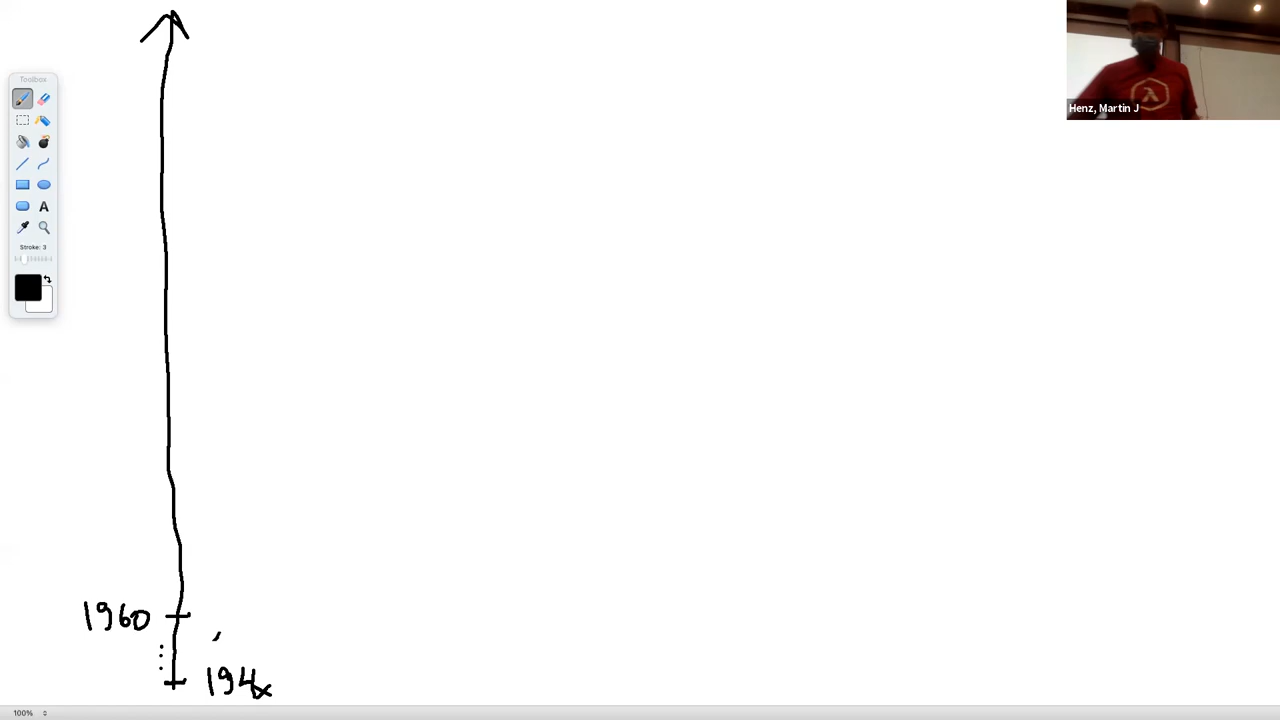 Toolbox
Henz, Martin J
λ
A
Stroke: 3
1960
194x
100%